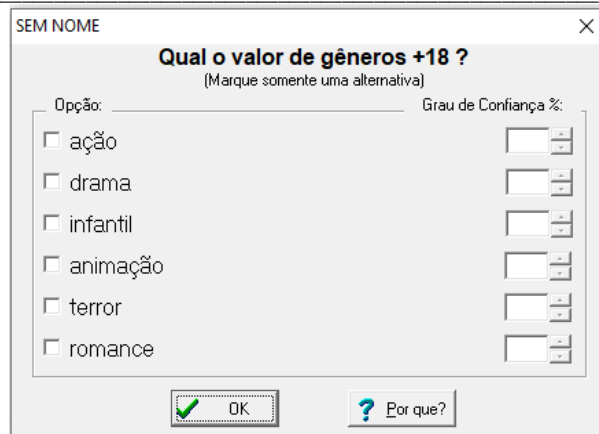 SEM NOME
Qual o valor de gêneros +18 ?
(Marque somente uma alternativa)
Opção: Grau de Confiança %:
ação
drama
infantil
animação
terror
romance
OK Por que?